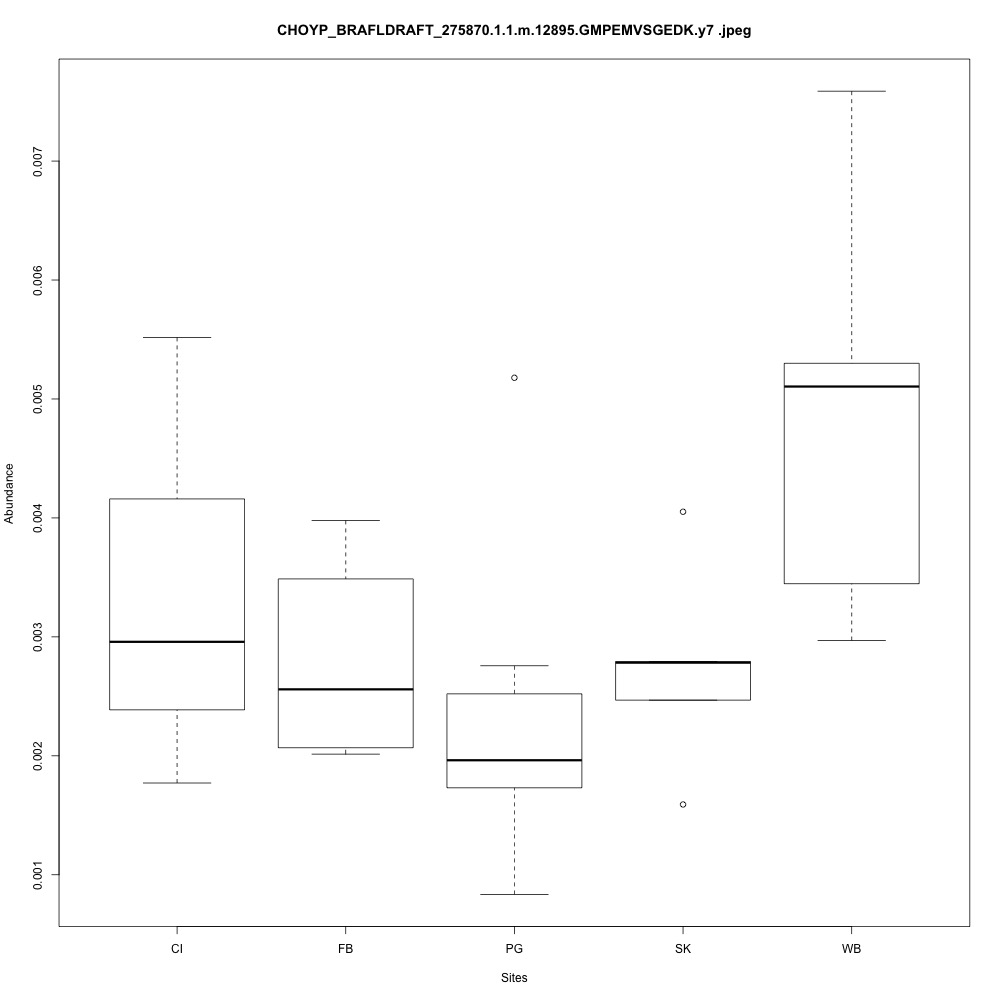 CHOYP_BRAFLDRAFT_275870.1.1.m.12895.GMPEMVSGEDK.y7 .jpeg
0.007
0.006
0.005
0.004
0.003
0.002
0.001
Abundance
CI FB PG SK WB
Sites